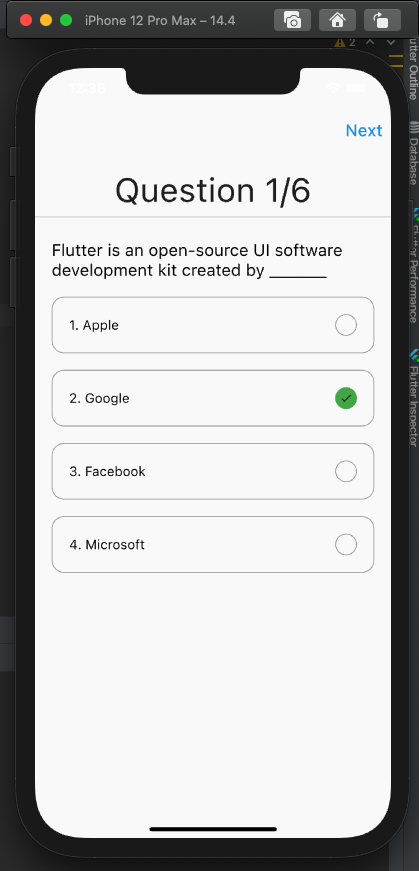 iPhone 12 Pro Max – 14.4
2
Flutter Outline
Database
Flutter Performance
Flutter Inspector
12:36
Next
Question 1/6
Flutter is an open-source UI software
development kit created by _______
1. Apple
2. Google
3. Facebook
4. Microsoft